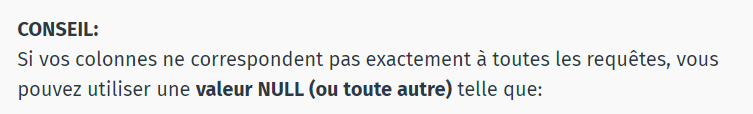 CONSEIL:
Si vos colonnes ne correspondent pas exactement à toutes les requêtes, vous
pouvez utiliser une valeur NULL (ou toute autre) telle que: